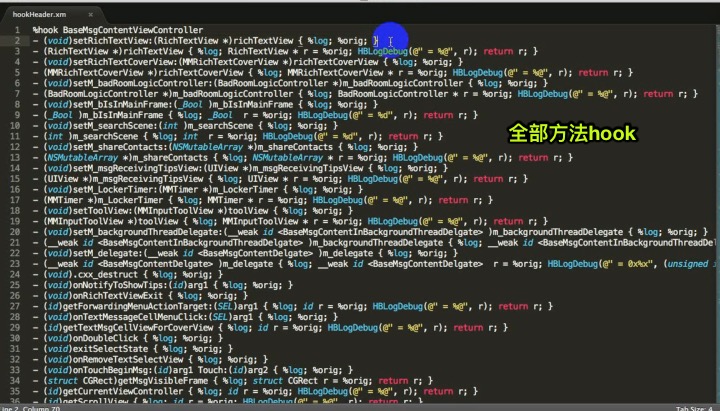 hookHeader.xm
1 %hook BaseMsgContentViewController
2 - (void)setRichTextView:(RichTextView *)richTextView { %log; %orig; }
3 - (RichTextView *)richTextView { %log; RichTextView * r = %orig; HBLogDebug(@" = %@", r); return r; }
4 - (void)setRichTextCoverView:(MMRichTextCoverView *)richTextCoverView { %log; %orig; }
5 - (MMRichTextCoverView *)richTextCoverView { %log; MMRichTextCoverView * r = %orig; HBLogDebug(@" = %@", r); return r; }
6 - (void)setM_badRoomLogicController:(BadRoomLogicController *)m_badRoomLogicController { %log; %orig; }
7 - (BadRoomLogicController *)m_badRoomLogicController { %log; BadRoomLogicController * r = %orig; HBLogDebug(@" = %@", r); return r; }
8 - (void)setM_bIsInMainFrame:(_Bool )m_bIsInMainFrame { %log; %orig; }
9 - (_Bool )m_bIsInMainFrame { %log; _Bool r = %orig; HBLogDebug(@" = %d", r); return r; }
10 - (void)setM_searchScene:(int )m_searchScene { %log; %orig; }
11 - (int )m_searchScene { %log; int r = %orig; HBLogDebug(@" = %d", r); return r; }
全部方法hook
12 - (void)setM_shareContacts:(NSMutableArray *)m_shareContacts { %log; %orig; }
13 - (NSMutableArray *)m_shareContacts { %log; NSMutableArray * r = %orig; HBLogDebug(@" = %@", r); return r; }
14 - (void)setM_msgReceivingTipsView:(UIView *)m_msgReceivingTipsView { %log; %orig; }
15 - (UIView *)m_msgReceivingTipsView { %log; UIView * r = %orig; HBLogDebug(@" = %@", r); return r; }
16 - (void)setM_LockerTimer:(MMTimer *)m_LockerTimer { %log; %orig; }
17 - (MMTimer *)m_LockerTimer { %log; MMTimer * r = %orig; HBLogDebug(@" = %@", r); return r; }
18 - (void)setToolView:(MMInputToolView *)toolView { %log; %orig; }
19 - (MMInputToolView *)toolView { %log; MMInputToolView * r = %orig; HBLogDebug(@" = %@", r); return r; }
20 - (void)setM_backgroundThreadDelegate:(__weak id <BaseMsgContentInBackgroundThreadDelgate> )m_backgroundThreadDelegate { %log; %orig; }
21 - (__weak id <BaseMsgContentInBackgroundThreadDelgate> )m_backgroundThreadDelegate { %log; __weak id <BaseMsgContentInBackgroundThreadDel
22 - (void)setM_delegate:(__weak id <BaseMsgContentDelgate> )m_delegate { %log; %orig; }
23 - (__weak id <BaseMsgContentDelgate> )m_delegate { %log; __weak id <BaseMsgContentDelgate> r = %orig; HBLogDebug(@" = 0x%x", (unsigned
24 - (void).cxx_destruct { %log; %orig; }
25 - (void)onNotifyToShowTips:(id)arg1 { %log; %orig; }
26 - (void)onRichTextViewExit { %log; %orig; }
27 - (id)getForwardingMenuActionTarget:(SEL)arg1 { %log; id r = %orig; HBLogDebug(@" = %@", r); return r; }
28 - (void)onTextMessageCellMenuClick:(SEL)arg1 { %log; %orig; }
29 - (id)getTextMsgCellViewForCoverView { %log; id r = %orig; HBLogDebug(@" = %@", r); return r; }
30 - (void)onDoubleClick { %log; %orig; }
31 - (void)exitSelectState { %log; %orig; }
32 - (void)onRemoveTextSelectView { %log; %orig; }
33 - (void)onTouchBeginMsg:(id)arg1 Touch:(id)arg2 { %log; %orig; }
34 - (struct CGRect)getMsgVisibleFrame { %log; struct CGRect r = %orig; return r; }
35 - (id)getCurrentViewController { %log; id r = %orig; HBLogDebug(@" = %@", r); return r; }
36 - (id)getScrollView { %log; id r = %orig; HBLogDebug(@" = %@", r); return r; }
ine 2, Column 70
Tab Size: 4